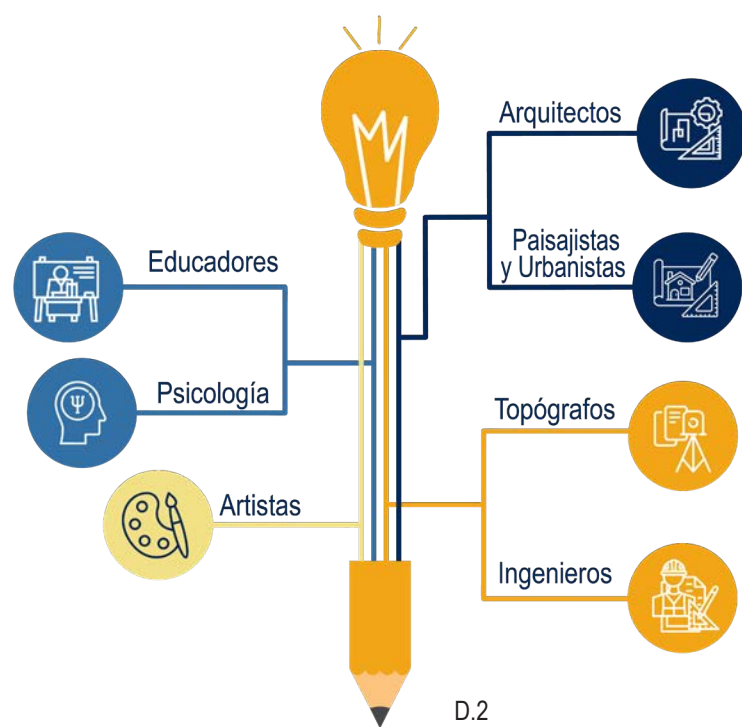 Arquitectos
Paisajistas
y Urbanistas
Educadores
Psicología
Topógrafos
Artistas
Ingenieros
Ψ
D.2